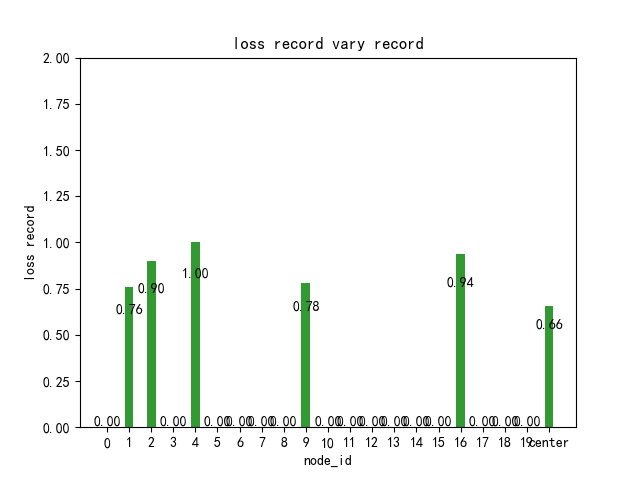 loss record vary record
2.00
1.75
1.50
1.25
1.00
0.75
0.50
0.25
0.00
loss record
0.00 0.76 0.90 0.00 1.00 0.00 0.00 0.00 0.00 0.78 0.00 0.00 0.00 0.00 0.00 0.00 0.94 0.00 0.00 0.00 0.66
0 1 2 3 4 5 6 7 8 9 10 11 12 13 14 15 16 17 18 19 center
node_id